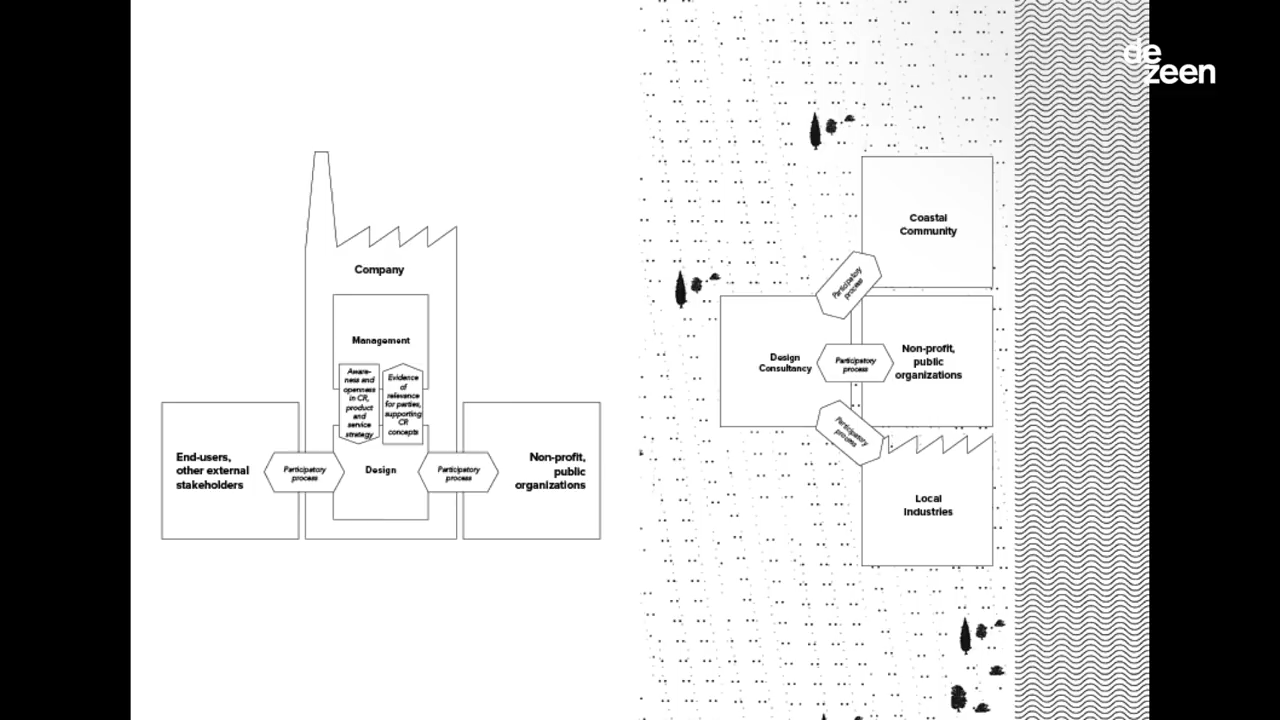 de
zeen
Company
Management
Aware-
ness and
openness
in CR,
product
and
service
strategy
Evidence
of
relevance
for parties,
supporting
CR
concepts
End-users,
other external
stakeholders
Participatory
process
Design
Participatory
process
Non-profit,
public
organizations
Coastal
Community
Participatory
process
Design
Consultancy
Participatory
process
Non-profit,
public
organizations
Participatory
process
Local
Industries